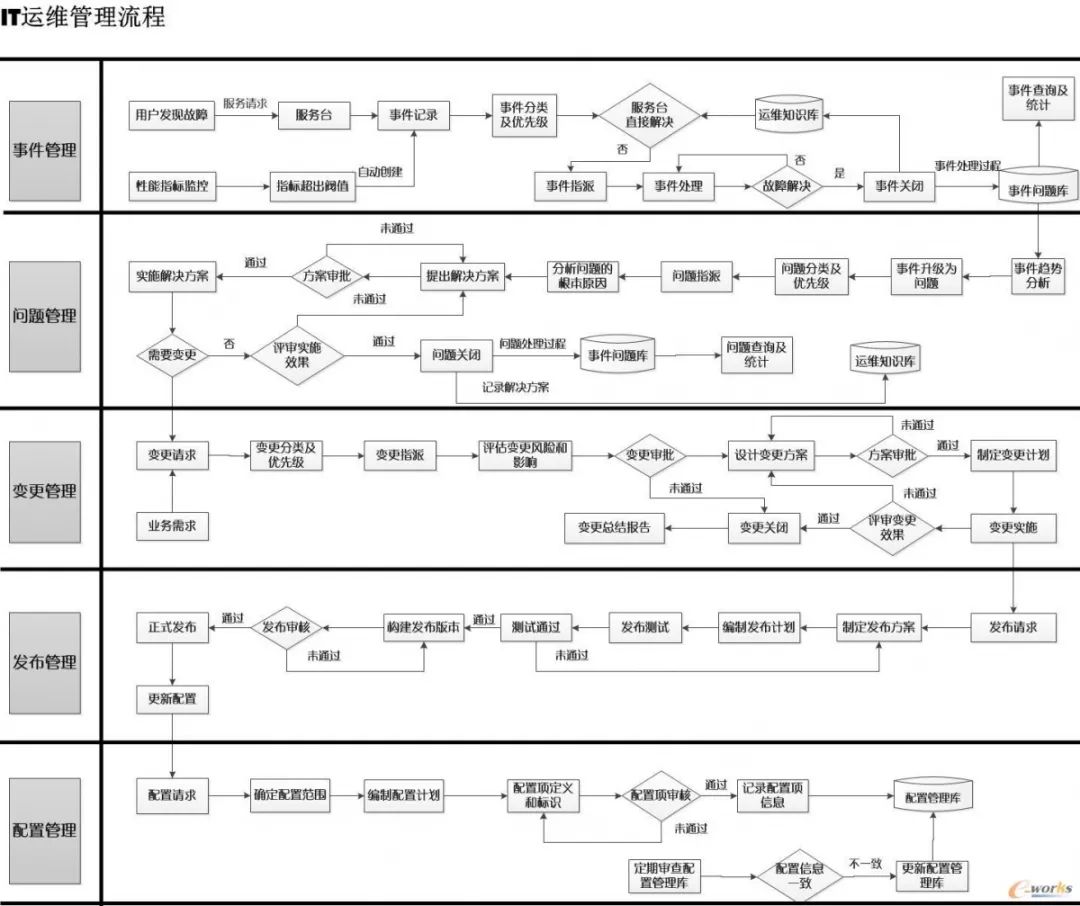 IT运维管理流程
事件管理
用户发现故障
服务请求
服务台
事件记录
事件分类
及优先级
服务台
直接解决
运维知识库
事件查询及
统计
否
性能指标监控
指标超出阀值
自动创建
事件指派
事件处理
故障解决
否
是
事件关闭
事件处理过程
事件问题库
问题管理
未通过
实施解决方案
通过
方案审批
提出解决方案
分析问题的
根本原因
问题指派
问题分类及
优先级
事件升级为
问题
事件趋势
分析
未通过
需要变更
否
评审实施
效果
通过
问题关闭
问题处理过程
事件问题库
问题查询及
统计
运维知识库
记录解决方案
变更管理
变更请求
变更分类及
优先级
变更指派
评估变更风险和
影响
变更审批
设计变更方案
未通过
方案审批
通过
制定变更计划
未通过
未通过
业务需求
变更总结报告
变更关闭
通过
评审变更
效果
变更实施
发布管理
正式发布
通过
发布审核
构建发布版本
通过
测试通过
发布测试
编制发布计划
制定发布方案
发布请求
未通过
未通过
更新配置
配置管理
配置请求
确定配置范围
编制配置计划
配置项定义
和标识
配置项审核
通过
记录配置项
信息
配置管理库
未通过
定期审查配
置管理库
配置信息
一致
不一致
更新配置管
理库
e-works